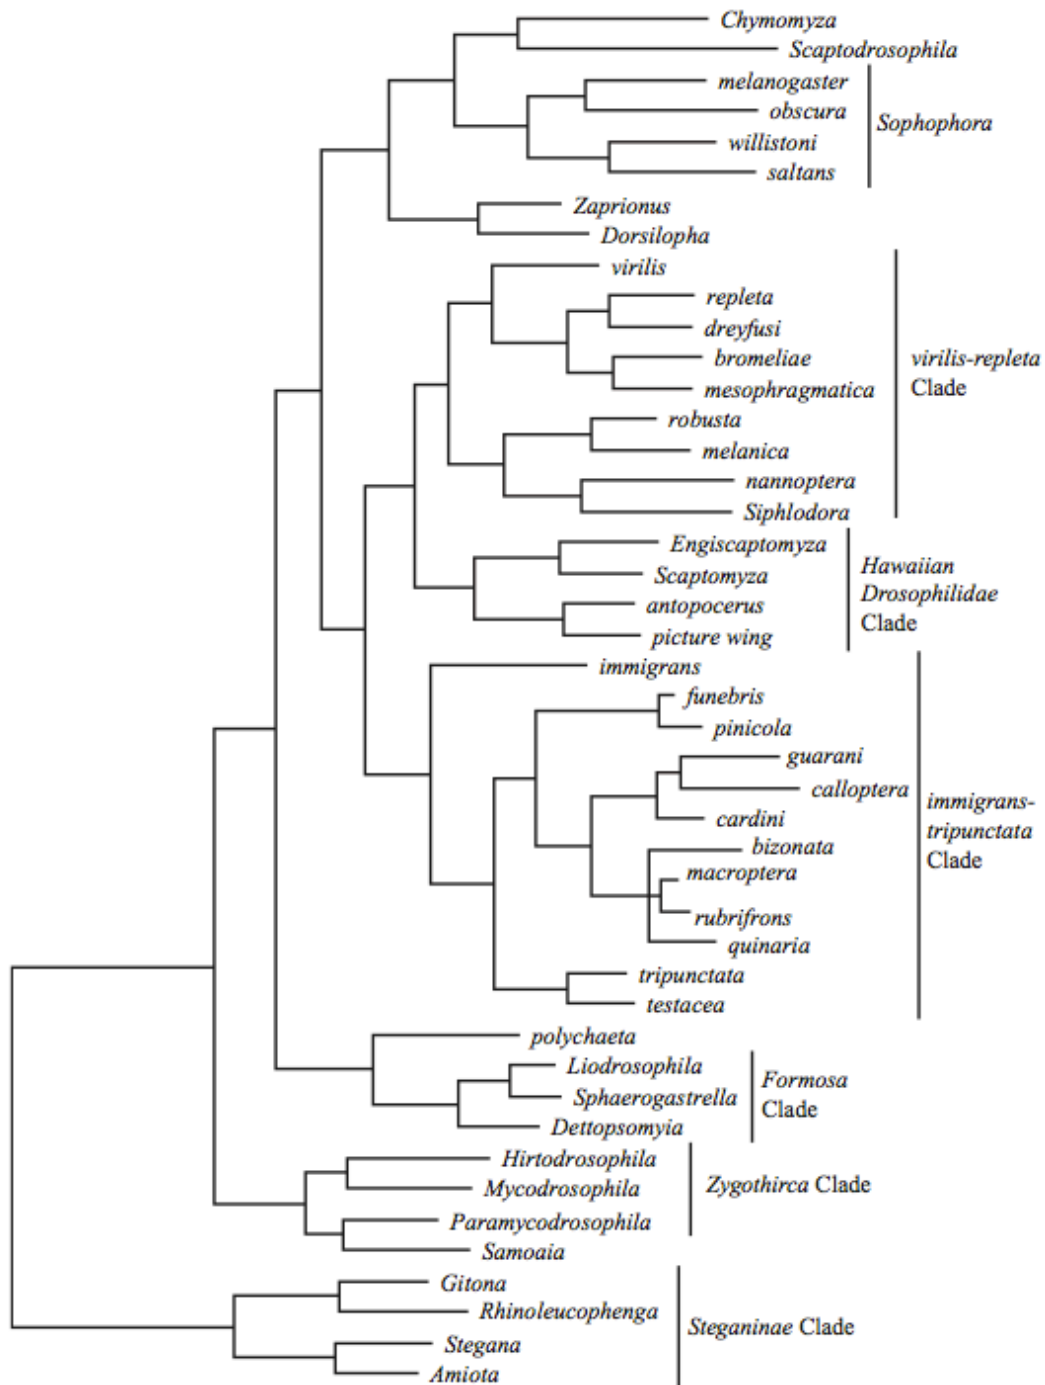 Chymomyza
Scaptodrosophila
melanogaster
obscura
Sophophora
willistoni
saltans
Zaprionus
Dorsilopha
virilis
repleta
dreyfusi
bromeliae
mesophragmatica
virilis-repleta
Clade
robusta
melanica
nannoptera
Siphlodora
Engiscaptomyza
Scaptomyza
antopocerus
picture wing
Hawaiian
Drosophilidae
Clade
immigrans
funebris
pinicola
guarani
calloptera
cardini
bizonata
macroptera
rubrifrons
quinaria
tripunctata
testacea
immigrans-
tripunctata
Clade
polychaeta
Liodrosophila
Sphaerogastrella
Dettopsomyia
Formosa
Clade
Hirtodrosophila
Mycodrosophila
Paramycodrosophila
Samoaia
Zygothirca Clade
Gitona
Rhinoleucophenga
Stegana
Amiota
Steganinae Clade